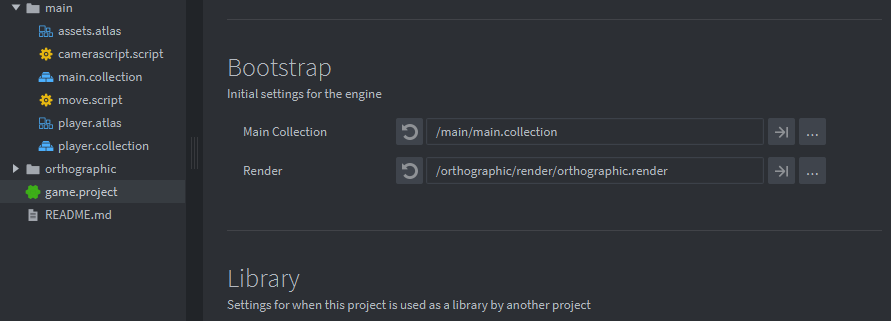 main
assets.atlas
camerascript.script
main.collection
move.script
player.atlas
player.collection
orthographic
game.project
README.md
Bootstrap
Initial settings for the engine
Main Collection /main/main.collection ...
Render /orthographic/render/orthographic.render ...
Library
Settings for when this project is used as a library by another project